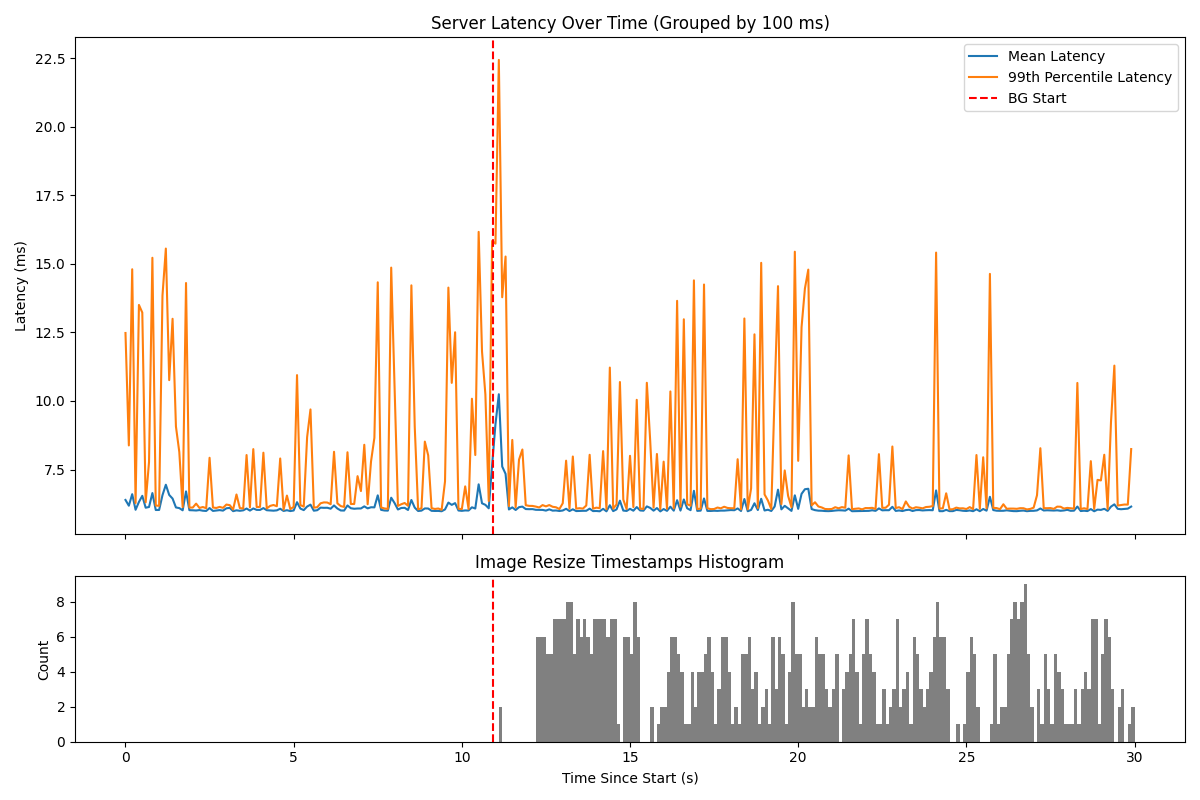 Server Latency Over Time (Grouped by 100 ms)
Mean Latency
99th Percentile Latency
BG Start
Latency (ms)
22.5
20.0
17.5
15.0
12.5
10.0
7.5
Image Resize Timestamps Histogram
Count
8
6
4
2
0
0 5 10 15 20 25 30
Time Since Start (s)